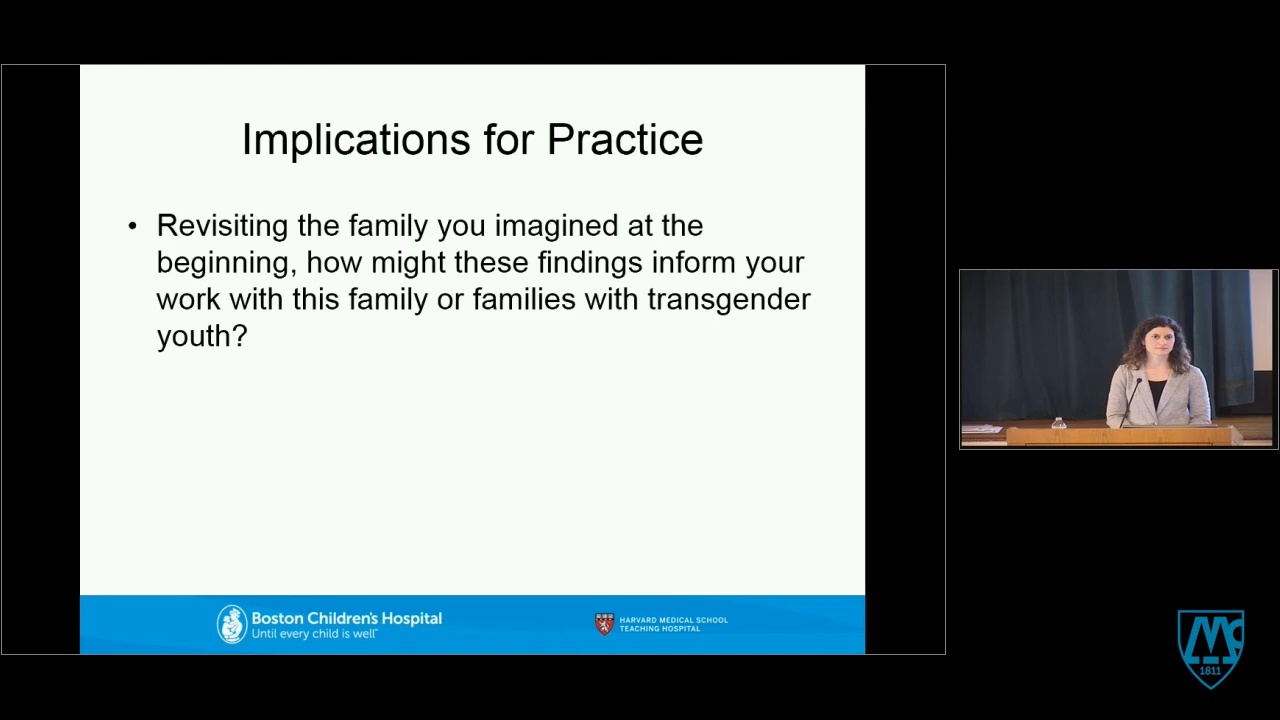 Implications for Practice
• Revisiting the family you imagined at the
beginning, how might these findings inform your
work with this family or families with transgender
youth?
Boston Children's Hospital
Until every child is well™
HARVARD MEDICAL SCHOOL
TEACHING HOSPITAL
Mc
1811